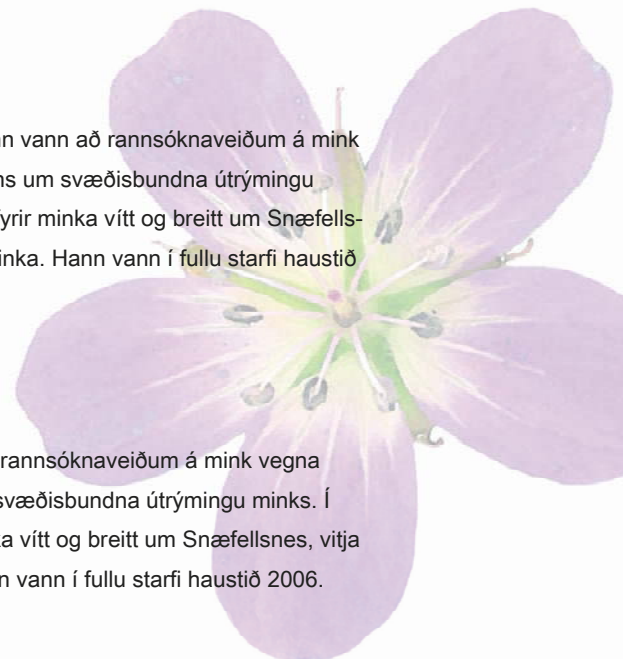 n vann að rannsóknaveiðum á mink
ns um svæðisbundna útrýmingu
yrir minka vítt og breitt um Snæfells-
inka. Hann vann í fullu starfi haustið
rannsóknaveiðum á mink vegna
svæðisbundna útrýmingu minks. Í
a vítt og breitt um Snæfellsnes, vitja
n vann í fullu starfi haustið 2006.